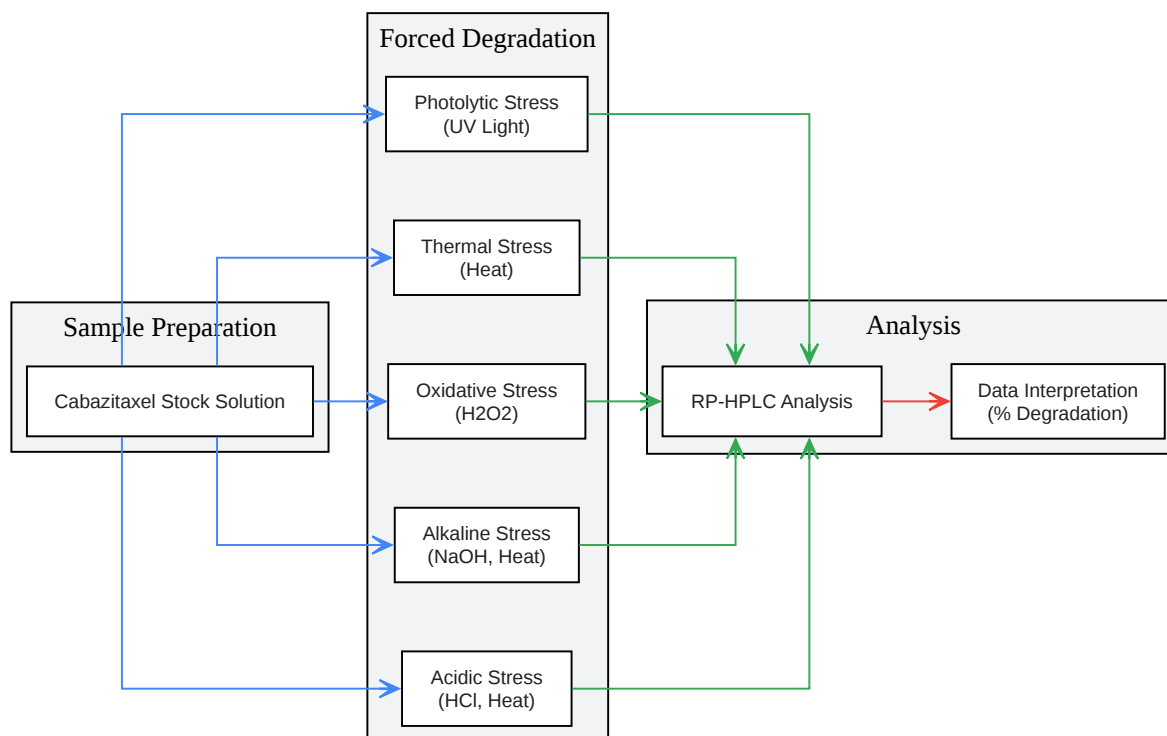 Sample Preparation
Cabazitaxel Stock Solution
Forced Degradation
Photolytic Stress
(UV Light)
Thermal Stress
(Heat)
Oxidative Stress
(H2O2)
Alkaline Stress
(NaOH, Heat)
Acidic Stress
(HCl, Heat)
Analysis
RP-HPLC Analysis
Data Interpretation
(% Degradation)